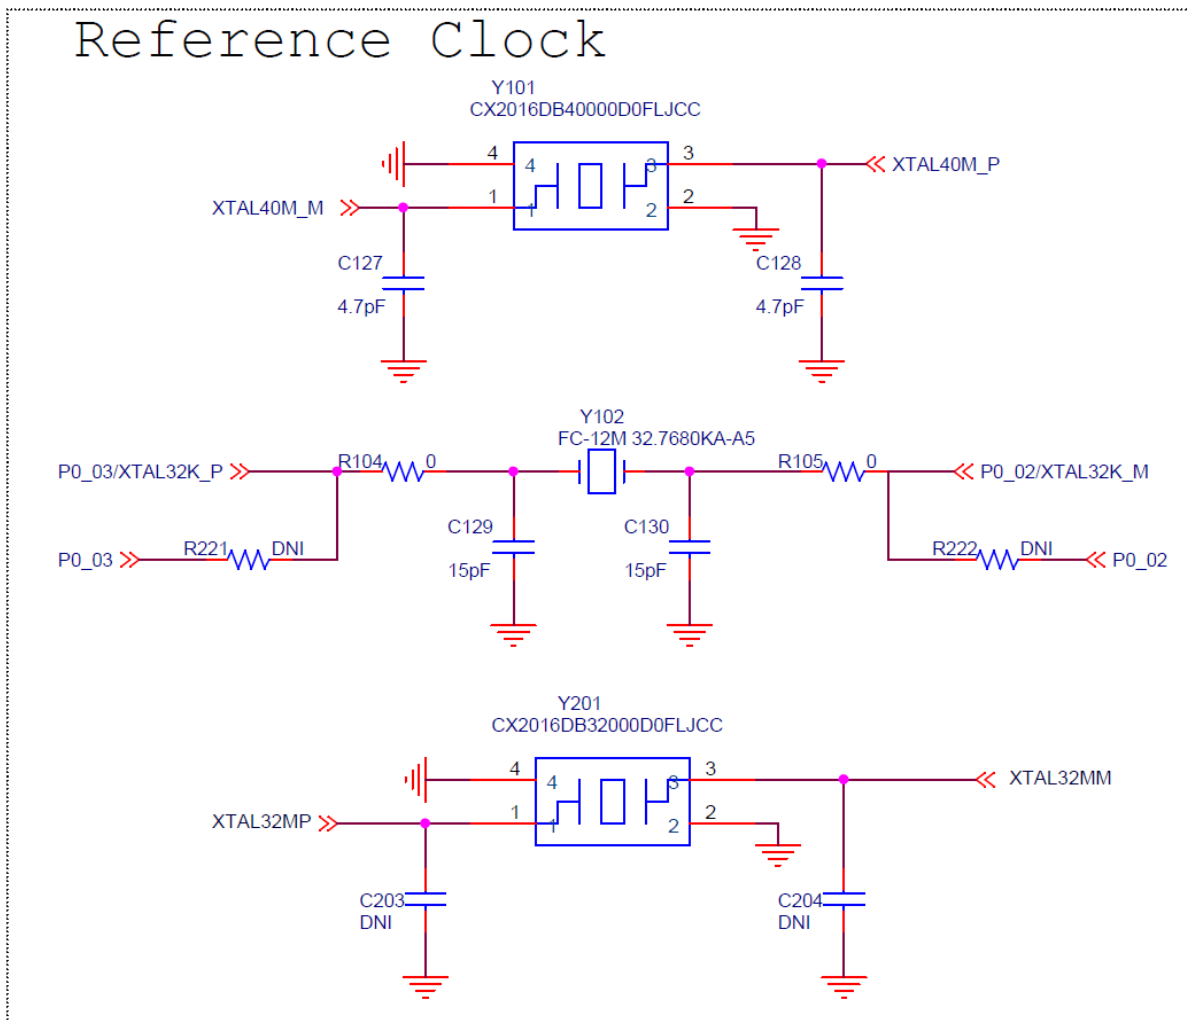 Reference Clock
Y101
CX2016DB40000D0FLJCC
4 4 3 3 XTAL40M_P
XTAL40M_M 1 1 2 2
C127 C128
4.7pF 4.7pF
Y102
FC-12M 32.7680KA-A5
P0_03/XTAL32K_P R104 0 R105 0 P0_02/XTAL32K_M
C129 C130
P0_03 R221 DNI R222 DNI P0_02
15pF 15pF
Y201
CX2016DB32000D0FLJCC
4 4 3 3 XTAL32MM
XTAL32MP 1 1 2 2
C203 C204
DNI DNI